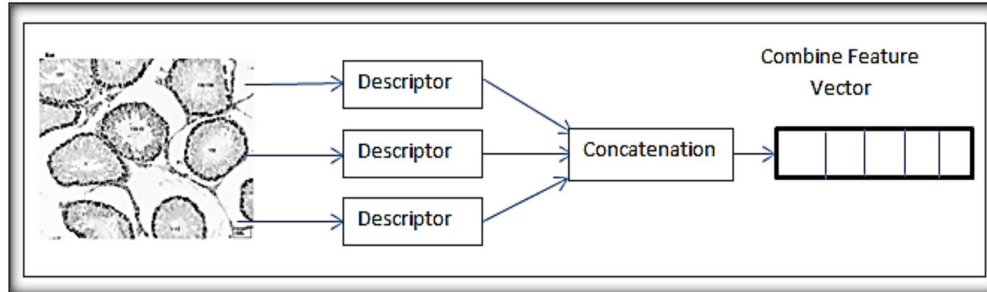 Descriptor
Descriptor
Descriptor
Concatenation
Combine Feature
Vector